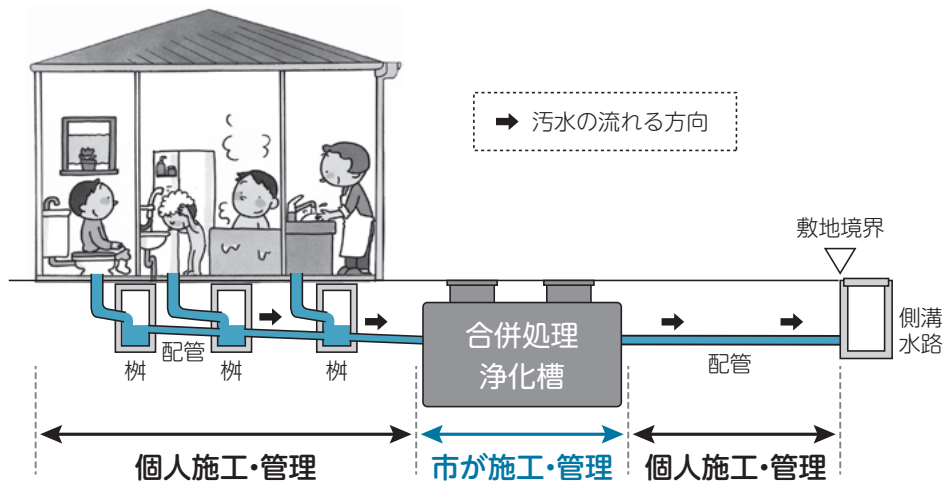 汚水の流れる方向
敷地境界
側溝
水路
合併処理
浄化槽
配管
配管
桝
桝
桝
個人施工・管理
市が施工・管理
個人施工・管理